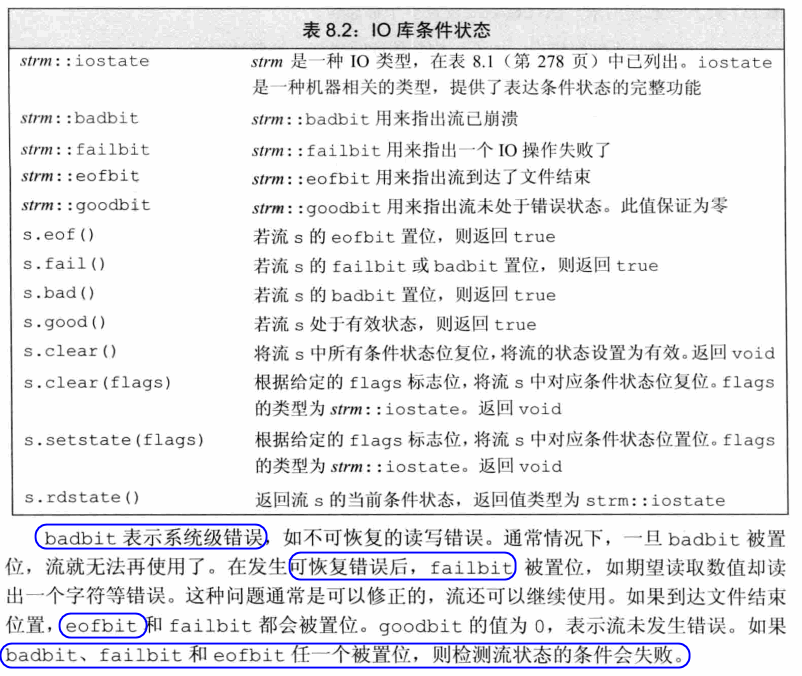 表 8.2：IO 库条件状态
strm::iostate strm 是一种 IO 类型，在表 8.1（第 278 页）中已列出。iostate
是一种机器相关的类型，提供了表达条件状态的完整功能
strm::badbit strm::badbit 用来指出流已崩溃
strm::failbit strm::failbit 用来指出一个 IO 操作失败了
strm::eofbit strm::eofbit 用来指出流到达了文件结束
strm::goodbit strm::goodbit 用来指出流未处于错误状态。此值保证为零
s.eof() 若流 s 的 eofbit 置位，则返回 true
s.fail() 若流 s 的 failbit 或 badbit 置位，则返回 true
s.bad() 若流 s 的 badbit 置位，则返回 true
s.good() 若流 s 处于有效状态，则返回 true
s.clear() 将流 s 中所有条件状态位复位，将流的状态设置为有效。返回 void
s.clear(flags) 根据给定的 flags 标志位，将流 s 中对应条件状态位复位。flags
的类型为 strm::iostate。返回 void
s.setstate(flags) 根据给定的 flags 标志位，将流 s 中对应条件状态位置位。flags
的类型为 strm::iostate。返回 void
s.rdstate() 返回流 s 的当前条件状态，返回值类型为 strm::iostate
badbit 表示系统级错误，如不可恢复的读写错误。通常情况下，一旦 badbit 被置
位，流就无法再使用了。在发生可恢复错误后，failbit 被置位，如期望读取数值却读
出一个字符等错误。这种问题通常是可以修正的，流还可以继续使用。如果到达文件结束
位置，eofbit 和 failbit 都会被置位。goodbit 的值为 0，表示流未发生错误。如果
badbit、failbit 和 eofbit 任一个被置位，则检测流状态的条件会失败。